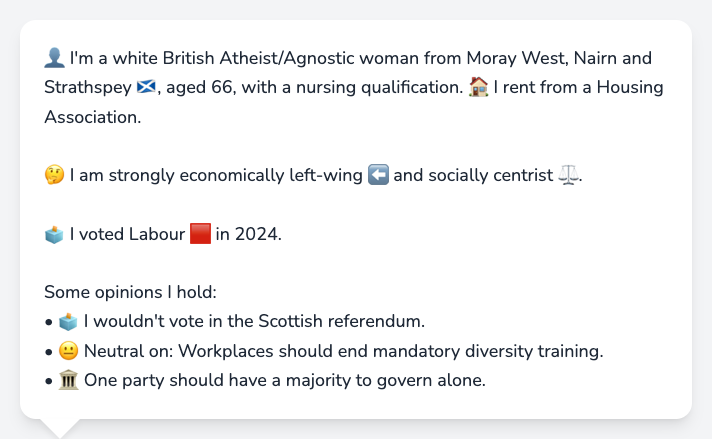 👤 I'm a white British Atheist/Agnostic woman from Moray West, Nairn and
Strathspey 🏴󠁧󠁢󠁳󠁣󠁴󠁿, aged 66, with a nursing qualification. 🏠 I rent from a Housing
Association.
🤔 I am strongly economically left-wing ⬅️ and socially centrist ⚖️.
🗳️ I voted Labour 🟥 in 2024.
Some opinions I hold:
• 🗳️ I wouldn't vote in the Scottish referendum.
• 😐 Neutral on: Workplaces should end mandatory diversity training.
• 🏛️ One party should have a majority to govern alone.